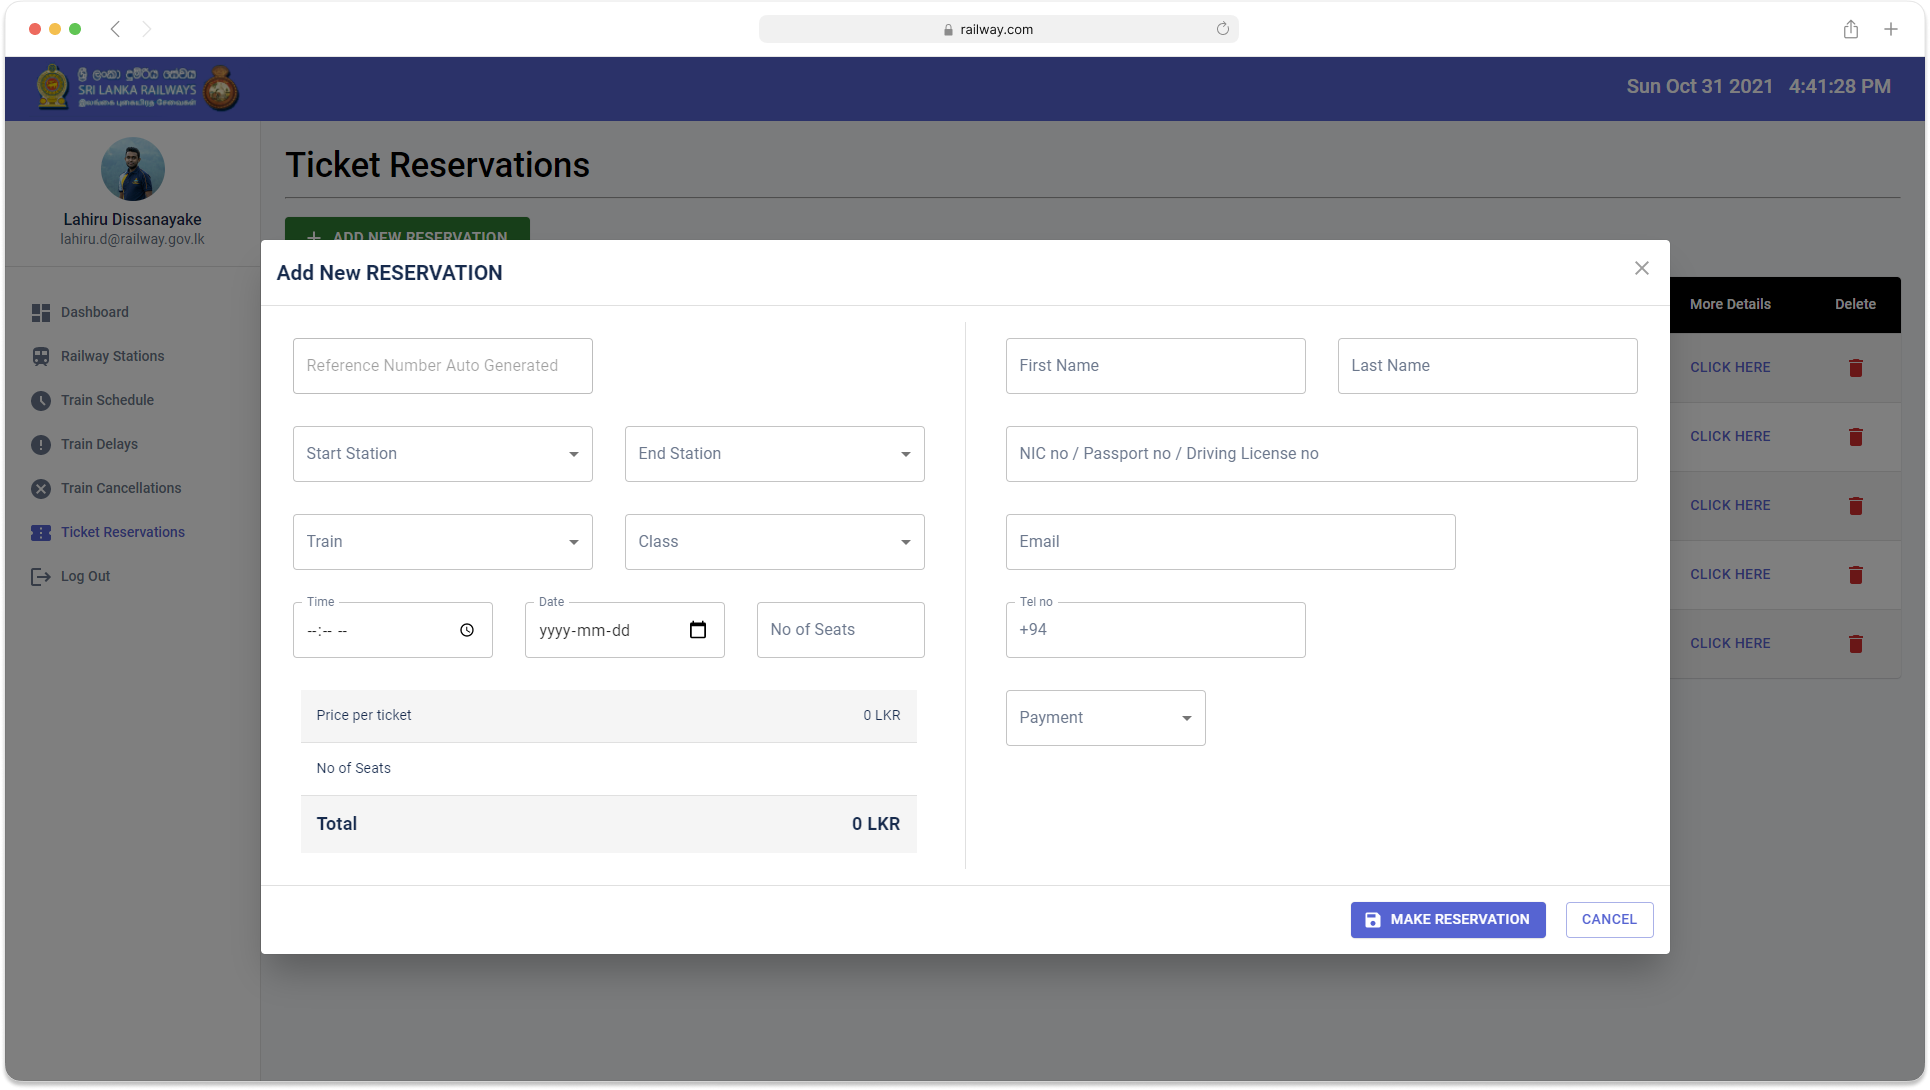 railway.com
ශ්‍රී ලංකා දුම්රිය සේවය
SRI LANKA RAILWAYS
Sun Oct 31 2021 4:41:28 PM
Lahiru Dissanayake
lahiru.d@railway.gov.lk
Dashboard
Railway Stations
Train Schedule
Train Delays
Train Cancellations
Ticket Reservations
Log Out
Ticket Reservations
ADD NEW RESERVATION
More Details Delete
CLICK HERE
CLICK HERE
CLICK HERE
CLICK HERE
CLICK HERE
Add New RESERVATION
Reference Number Auto Generated
Start Station End Station
Train Class
Time Date
--:-- -- yyyy-mm-dd No of Seats
Price per ticket 0 LKR
No of Seats
Total 0 LKR
First Name Last Name
NIC no / Passport no / Driving License no
Email
Tel no
+94
Payment
MAKE RESERVATION CANCEL